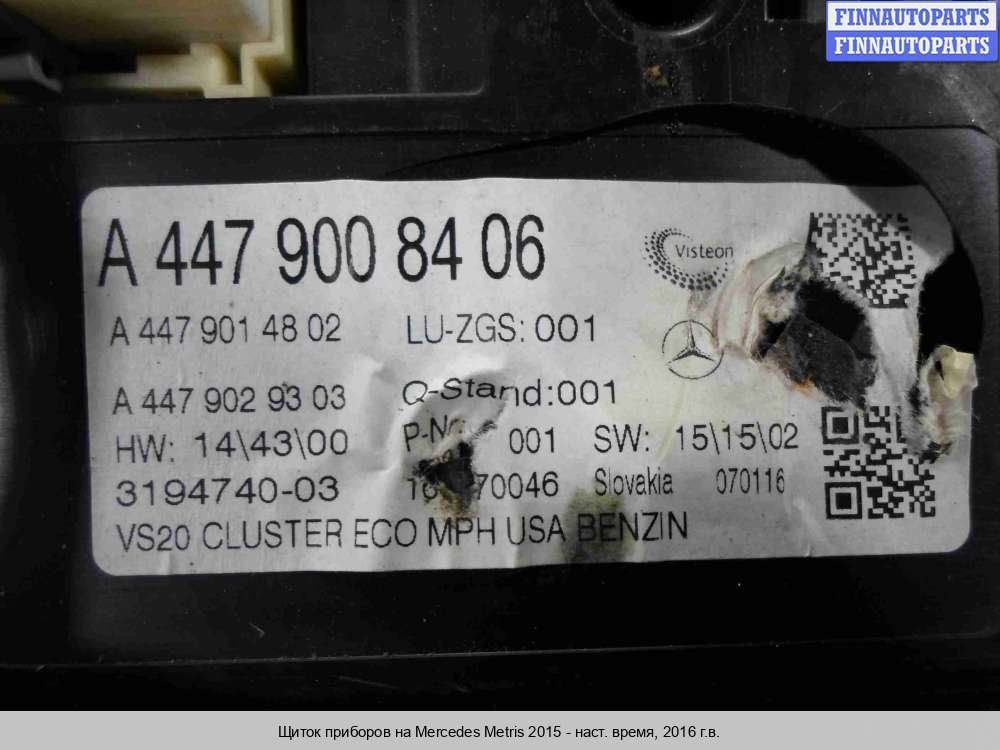 FINNAUTOPARTS
FINNAUTOPARTS
A 447 900 84 06
Visteon
A 447 901 48 02 LU-ZGS: 001
A 447 902 93 03 Q-Stand:001
HW: 14\43\00 001 SW: 15\15\02
3194740-03 70046 Slovakia 070116
VS20 CLUSTER ECO MPH USA BENZIN
Щиток приборов на Mercedes Metris 2015 - наст. время, 2016 г.в.